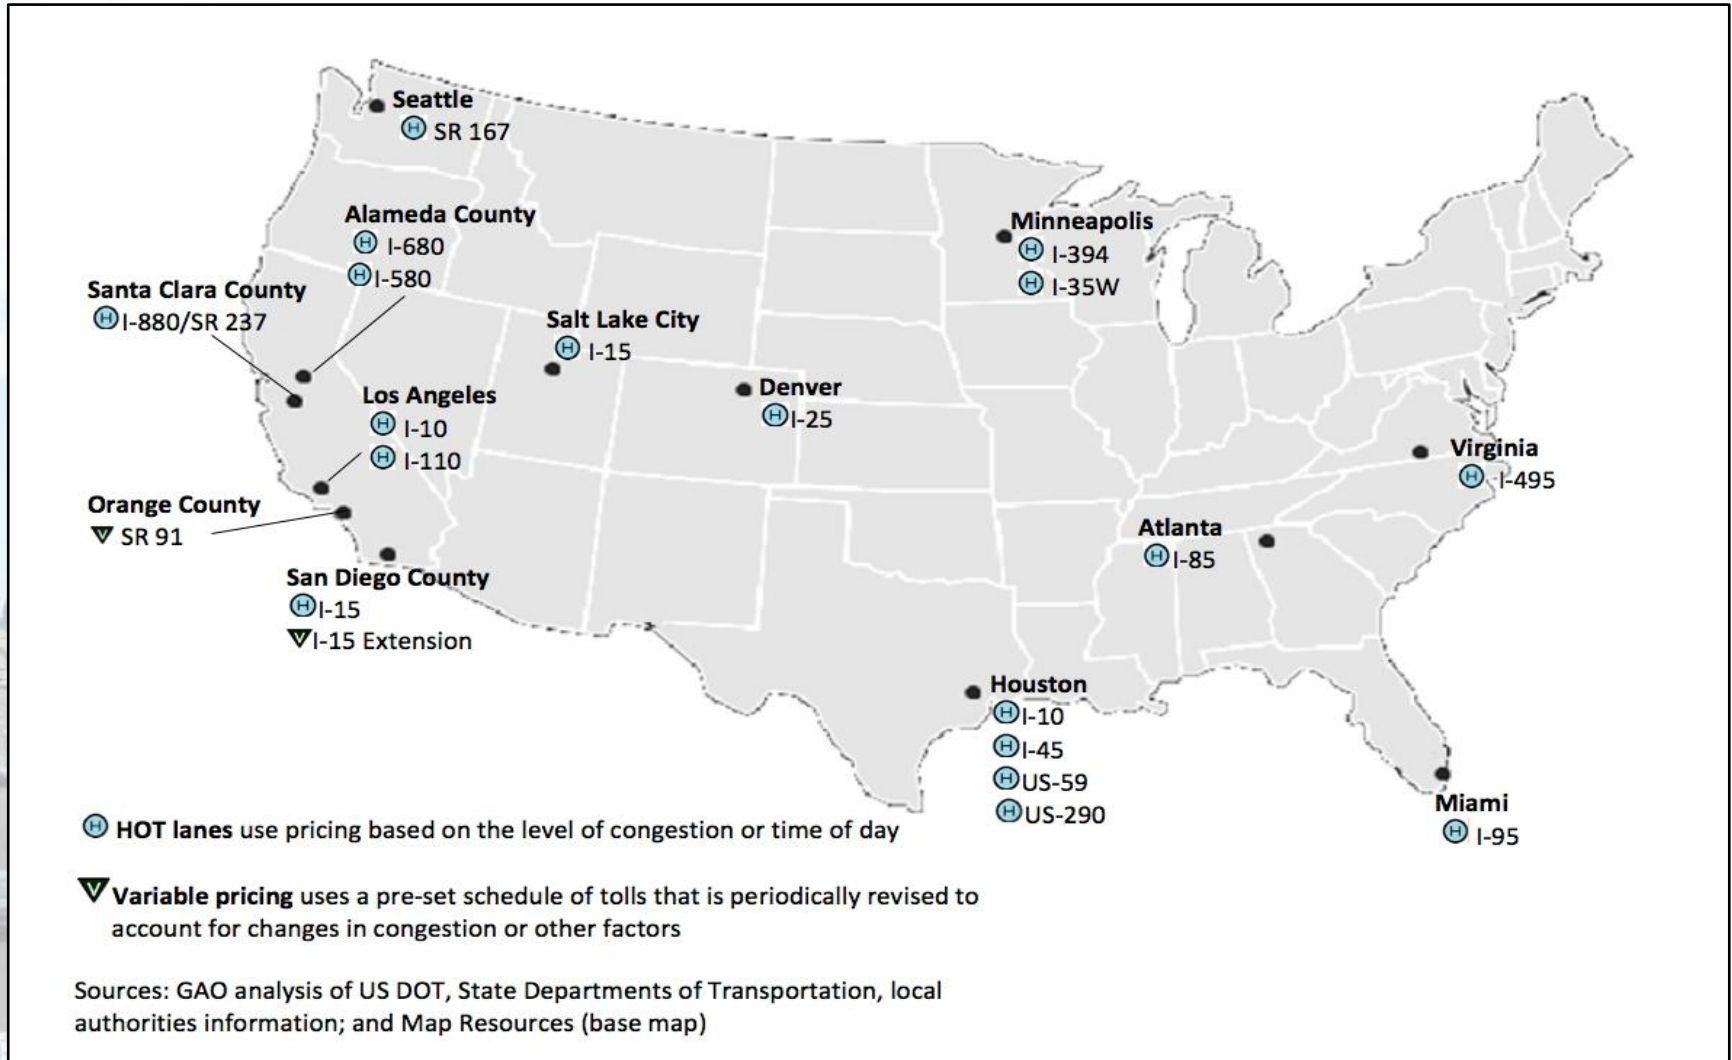 Seattle
H SR 167
Alameda County
H I-680
H I-580
Santa Clara County
H I-880/SR 237
Salt Lake City
H I-15
Los Angeles
H I-10
H I-110
Orange County
V SR 91
San Diego County
H I-15
V I-15 Extension
Denver
H I-25
Minneapolis
H I-394
H I-35W
Virginia
H I-495
Atlanta
H I-85
Houston
H I-10
H I-45
H US-59
H US-290
Miami
H I-95
H HOT lanes use pricing based on the level of congestion or time of day
V Variable pricing uses a pre-set schedule of tolls that is periodically revised to
account for changes in congestion or other factors
Sources: GAO analysis of US DOT, State Departments of Transportation, local
authorities information; and Map Resources (base map)